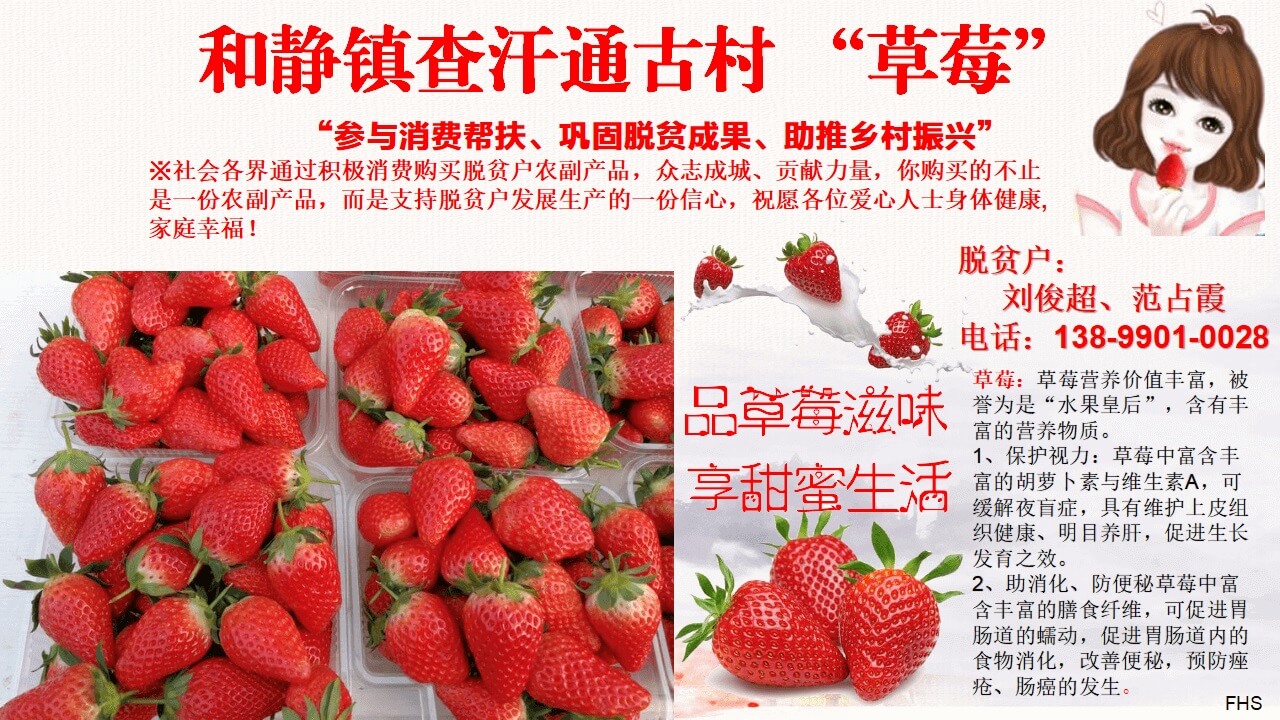 和静镇查汗通古村 “草莓”
“参与消费帮扶、巩固脱贫成果、助推乡村振兴”
※社会各界通过积极消费购买脱贫户农副产品，众志成城、贡献力量，你购买的不止
是一份农副产品，而是支持脱贫户发展生产的一份信心，祝愿各位爱心人士身体健康,
家庭幸福！
脱贫户：
刘俊超、范占霞
电话：138-9901-0028
品草莓滋味
享甜蜜生活
草莓：草莓营养价值丰富，被
誉为是“水果皇后”，含有丰
富的营养物质。
1、保护视力：草莓中富含丰
富的胡萝卜素与维生素A，可
缓解夜盲症，具有维护上皮组
织健康、明目养肝，促进生长
发育之效。
2、助消化、防便秘草莓中富
含丰富的膳食纤维，可促进胃
肠道的蠕动，促进胃肠道内的
食物消化，改善便秘，预防痤
疮、肠癌的发生。
FHS